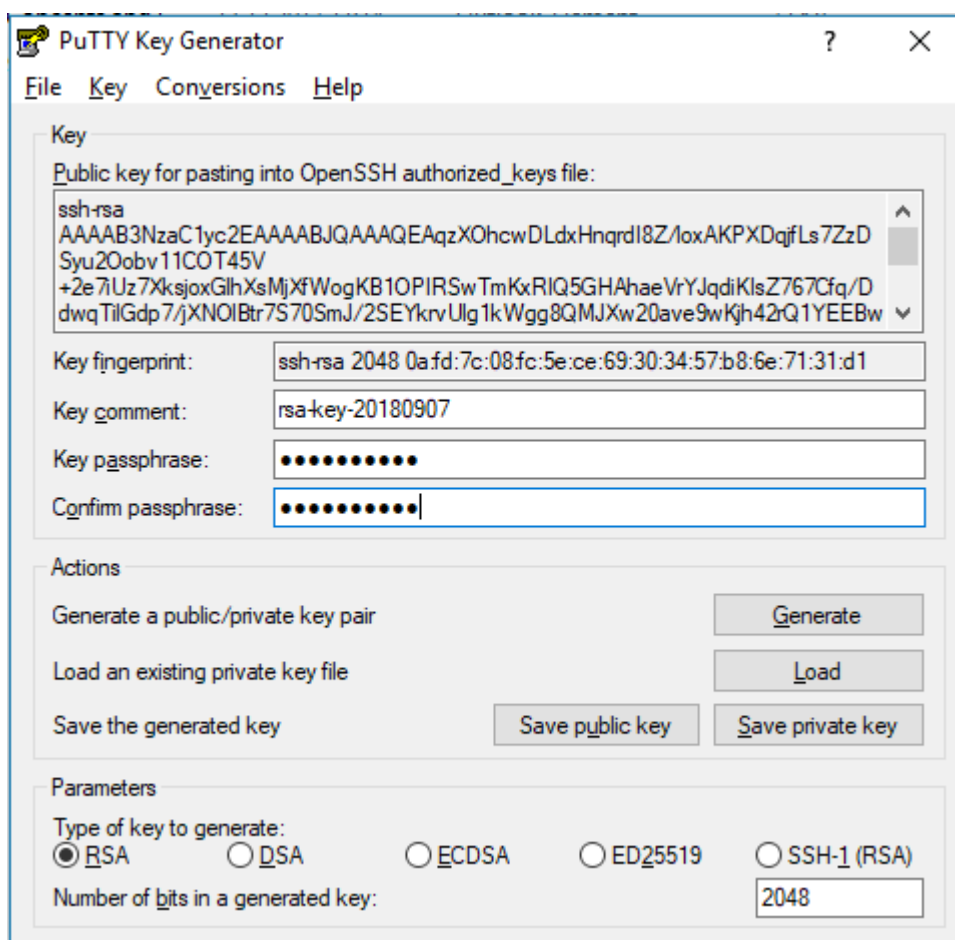 PuTTY Key Generator
File Key Conversions Help
Key
Public key for pasting into OpenSSH authorized_keys file:
ssh-rsa
AAAAB3NzaC1yc2EAAAABJQAAAQEAqzXOhcwDLdxHnqrdI8Z/loxAKPXDqjfLs7ZzD
Syu2Oobv11COT45V
+2e7iUz7XksjoxGlhXsMjXfWogKB1OPIRSwTmKxRIQ5GHAhaeVrYJqdiKIsZ767Cfq/D
dwqTilGdp7/jXNOIBtr7S70SmJ/2SEYkrvUIg1kWgg8QMJXw20ave9wKjh42rQ1YEEBw
Key fingerprint: ssh-rsa 2048 0a:fd:7c:08:fc:5e:ce:69:30:34:57:b8:6e:71:31:d1
Key comment: rsa-key-20180907
Key passphrase: ●●●●●●●●●●
Confirm passphrase: ●●●●●●●●●●
Actions
Generate a public/private key pair Generate
Load an existing private key file Load
Save the generated key Save public key Save private key
Parameters
Type of key to generate:
RSA DSA ECDSA ED25519 SSH-1 (RSA)
Number of bits in a generated key: 2048